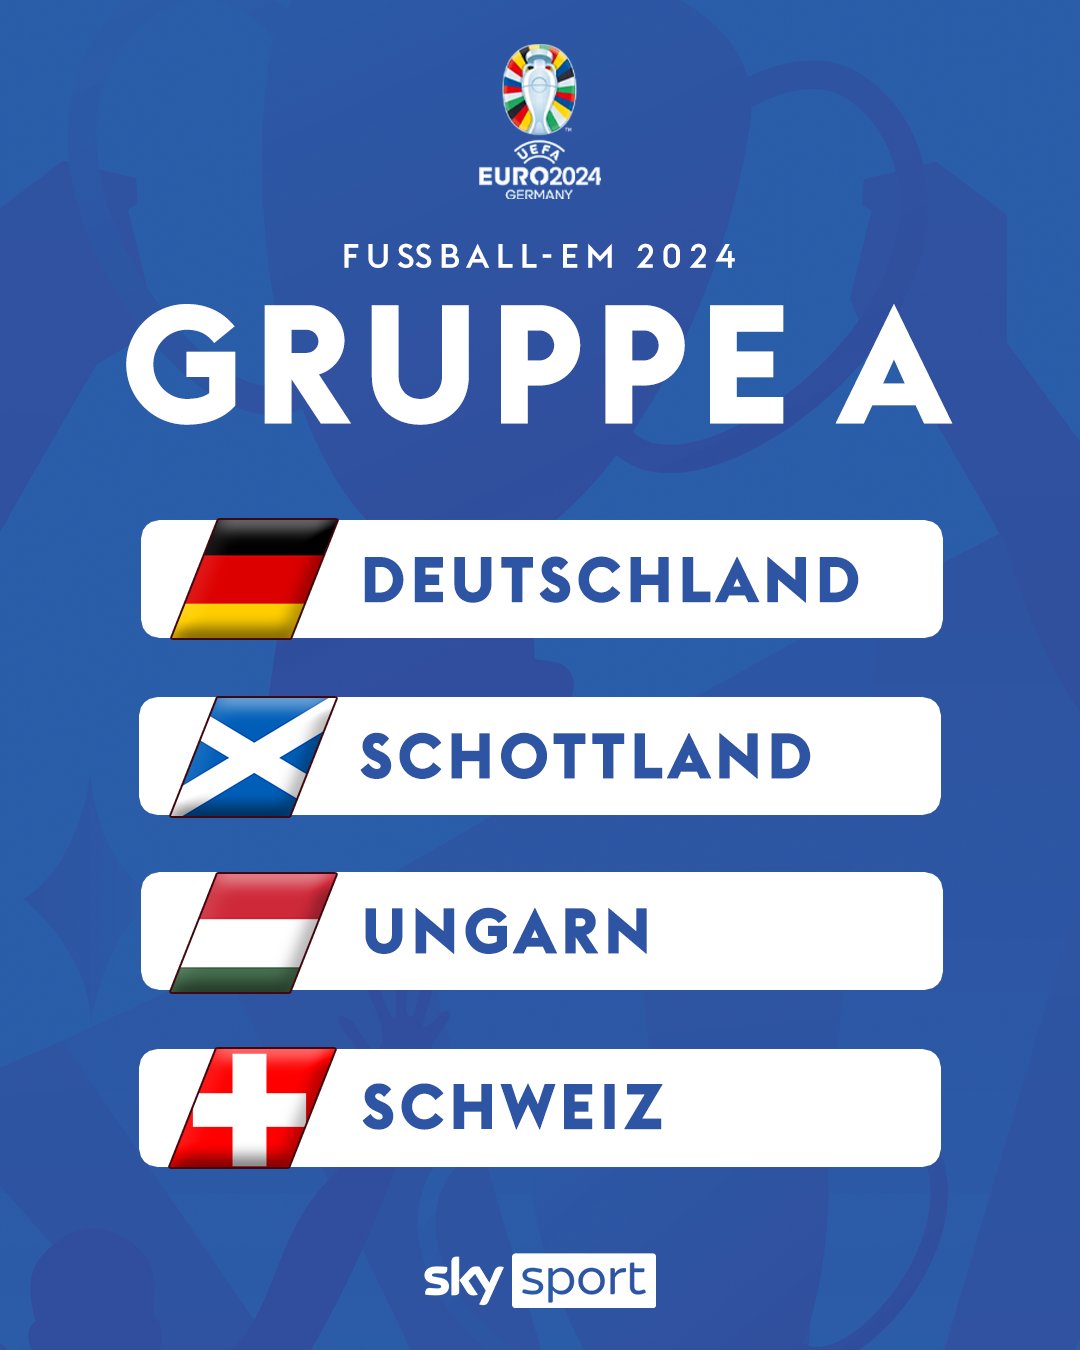 UEFA
EURO2024
GERMANY
FUSSBALL-EM 2024
GRUPPE A
DEUTSCHLAND
SCHOTTLAND
UNGARN
SCHWEIZ
sky sport